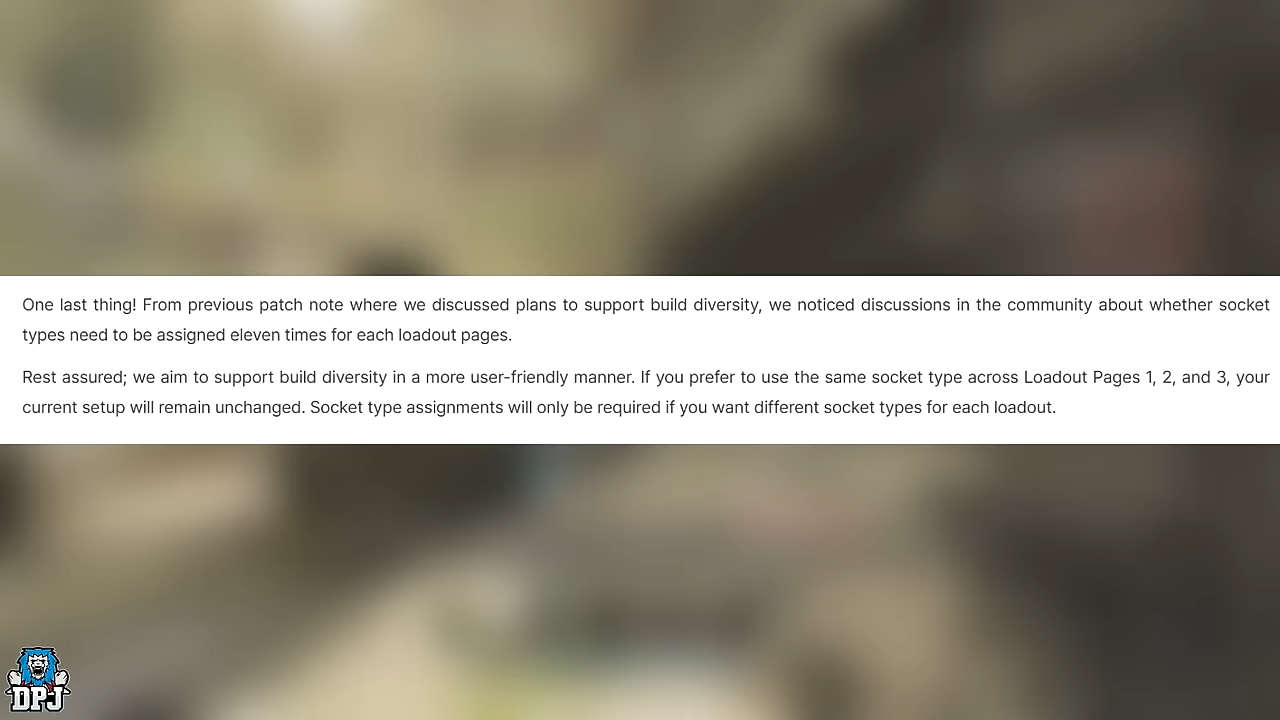 One last thing! From previous patch note where we discussed plans to support build diversity, we noticed discussions in the community about whether socket
types need to be assigned eleven times for each loadout pages.
Rest assured; we aim to support build diversity in a more user-friendly manner. If you prefer to use the same socket type across Loadout Pages 1, 2, and 3, your
current setup will remain unchanged. Socket type assignments will only be required if you want different socket types for each loadout.
DPJ